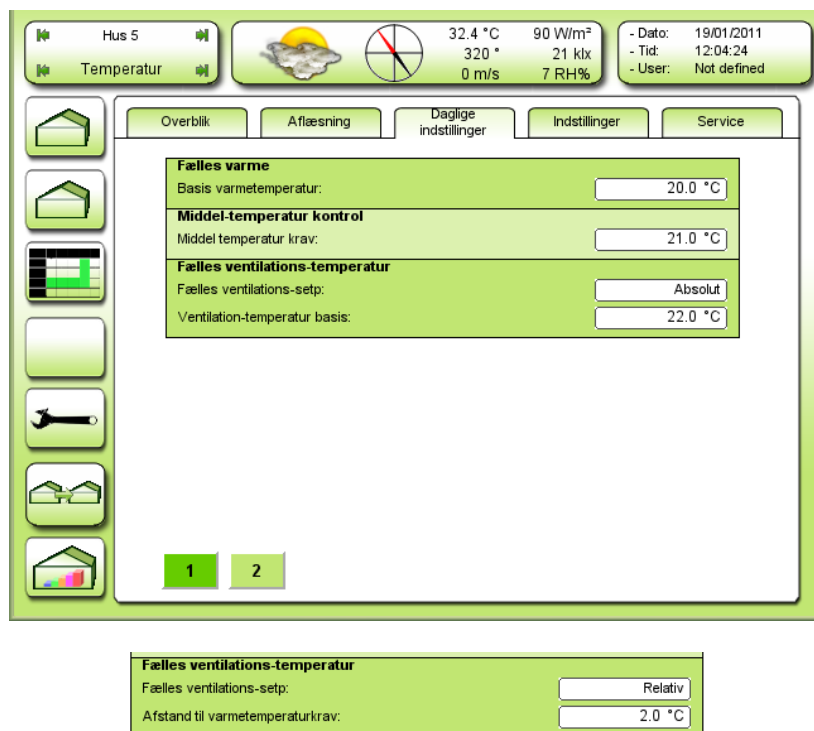 Hus 5
Temperatur
32.4 °C 90 W/m²
320 ° 21 klx
0 m/s 7 RH%
- Dato: 19/01/2011
- Tid: 12:04:24
- User: Not defined
Overblik
Aflæsning
Daglige
indstillinger
Indstillinger
Service
Fælles varme
Basis varmetemperatur: 20.0 °C
Middel-temperatur kontrol
Middel temperatur krav: 21.0 °C
Fælles ventilations-temperatur
Fælles ventilations-setp: Absolut
Ventilation-temperatur basis: 22.0 °C
1 2
Fælles ventilations-temperatur
Fælles ventilations-setp: Relativ
Afstand til varmetemperaturkrav: 2.0 °C